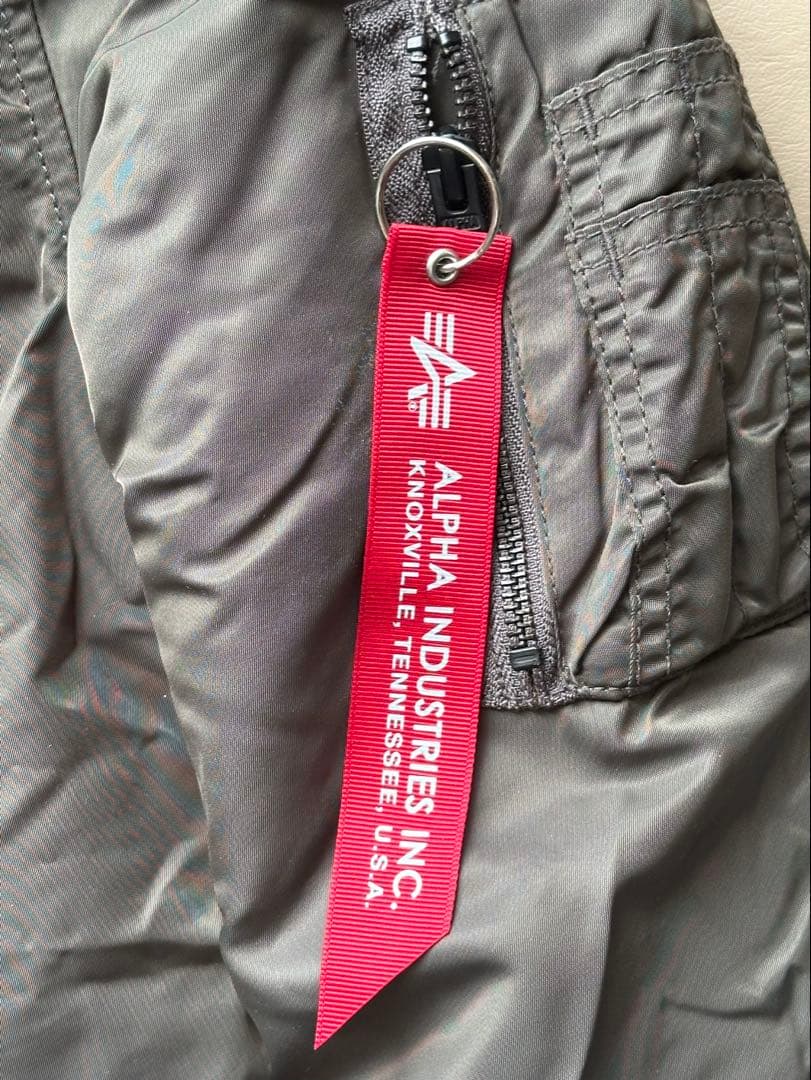 ALPHA INDUSTRIES INC.
KNOXVILLE, TENNESSEE, U.S.A.